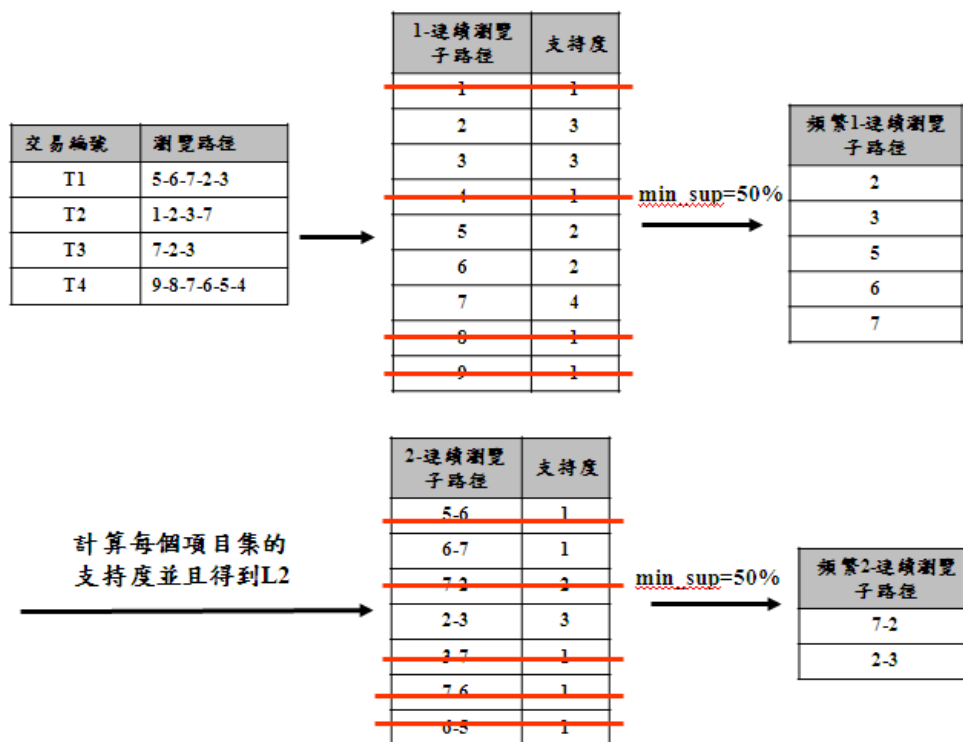 交易編號 瀏覽路徑
T1 5-6-7-2-3
T2 1-2-3-7
T3 7-2-3
T4 9-8-7-6-5-4
1-連續瀏覽
子路徑 支持度
1 1
2 3
3 3
4 1
5 2
6 2
7 4
8 1
9 1
min_sup=50%
頻繁1-連續瀏覽
子路徑
2
3
5
6
7
計算每個項目集的
支持度並且得到L2
2-連續瀏覽
子路徑 支持度
5-6 1
6-7 1
7-2 2
2-3 3
3-7 1
7-6 1
6-5 1
min_sup=50%
頻繁2-連續瀏覽
子路徑
7-2
2-3